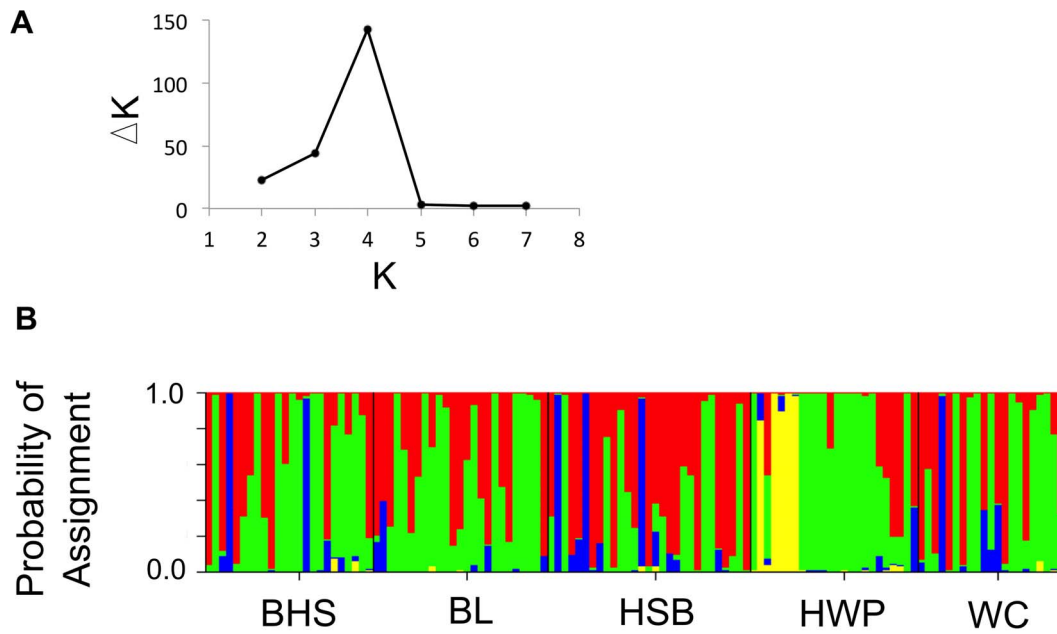 A
150
100
50
0
△K
1 2 3 4 5 6 7 8
K
B
Probability of
Assignment
1.0
0.0
BHS BL HSB HWP WC